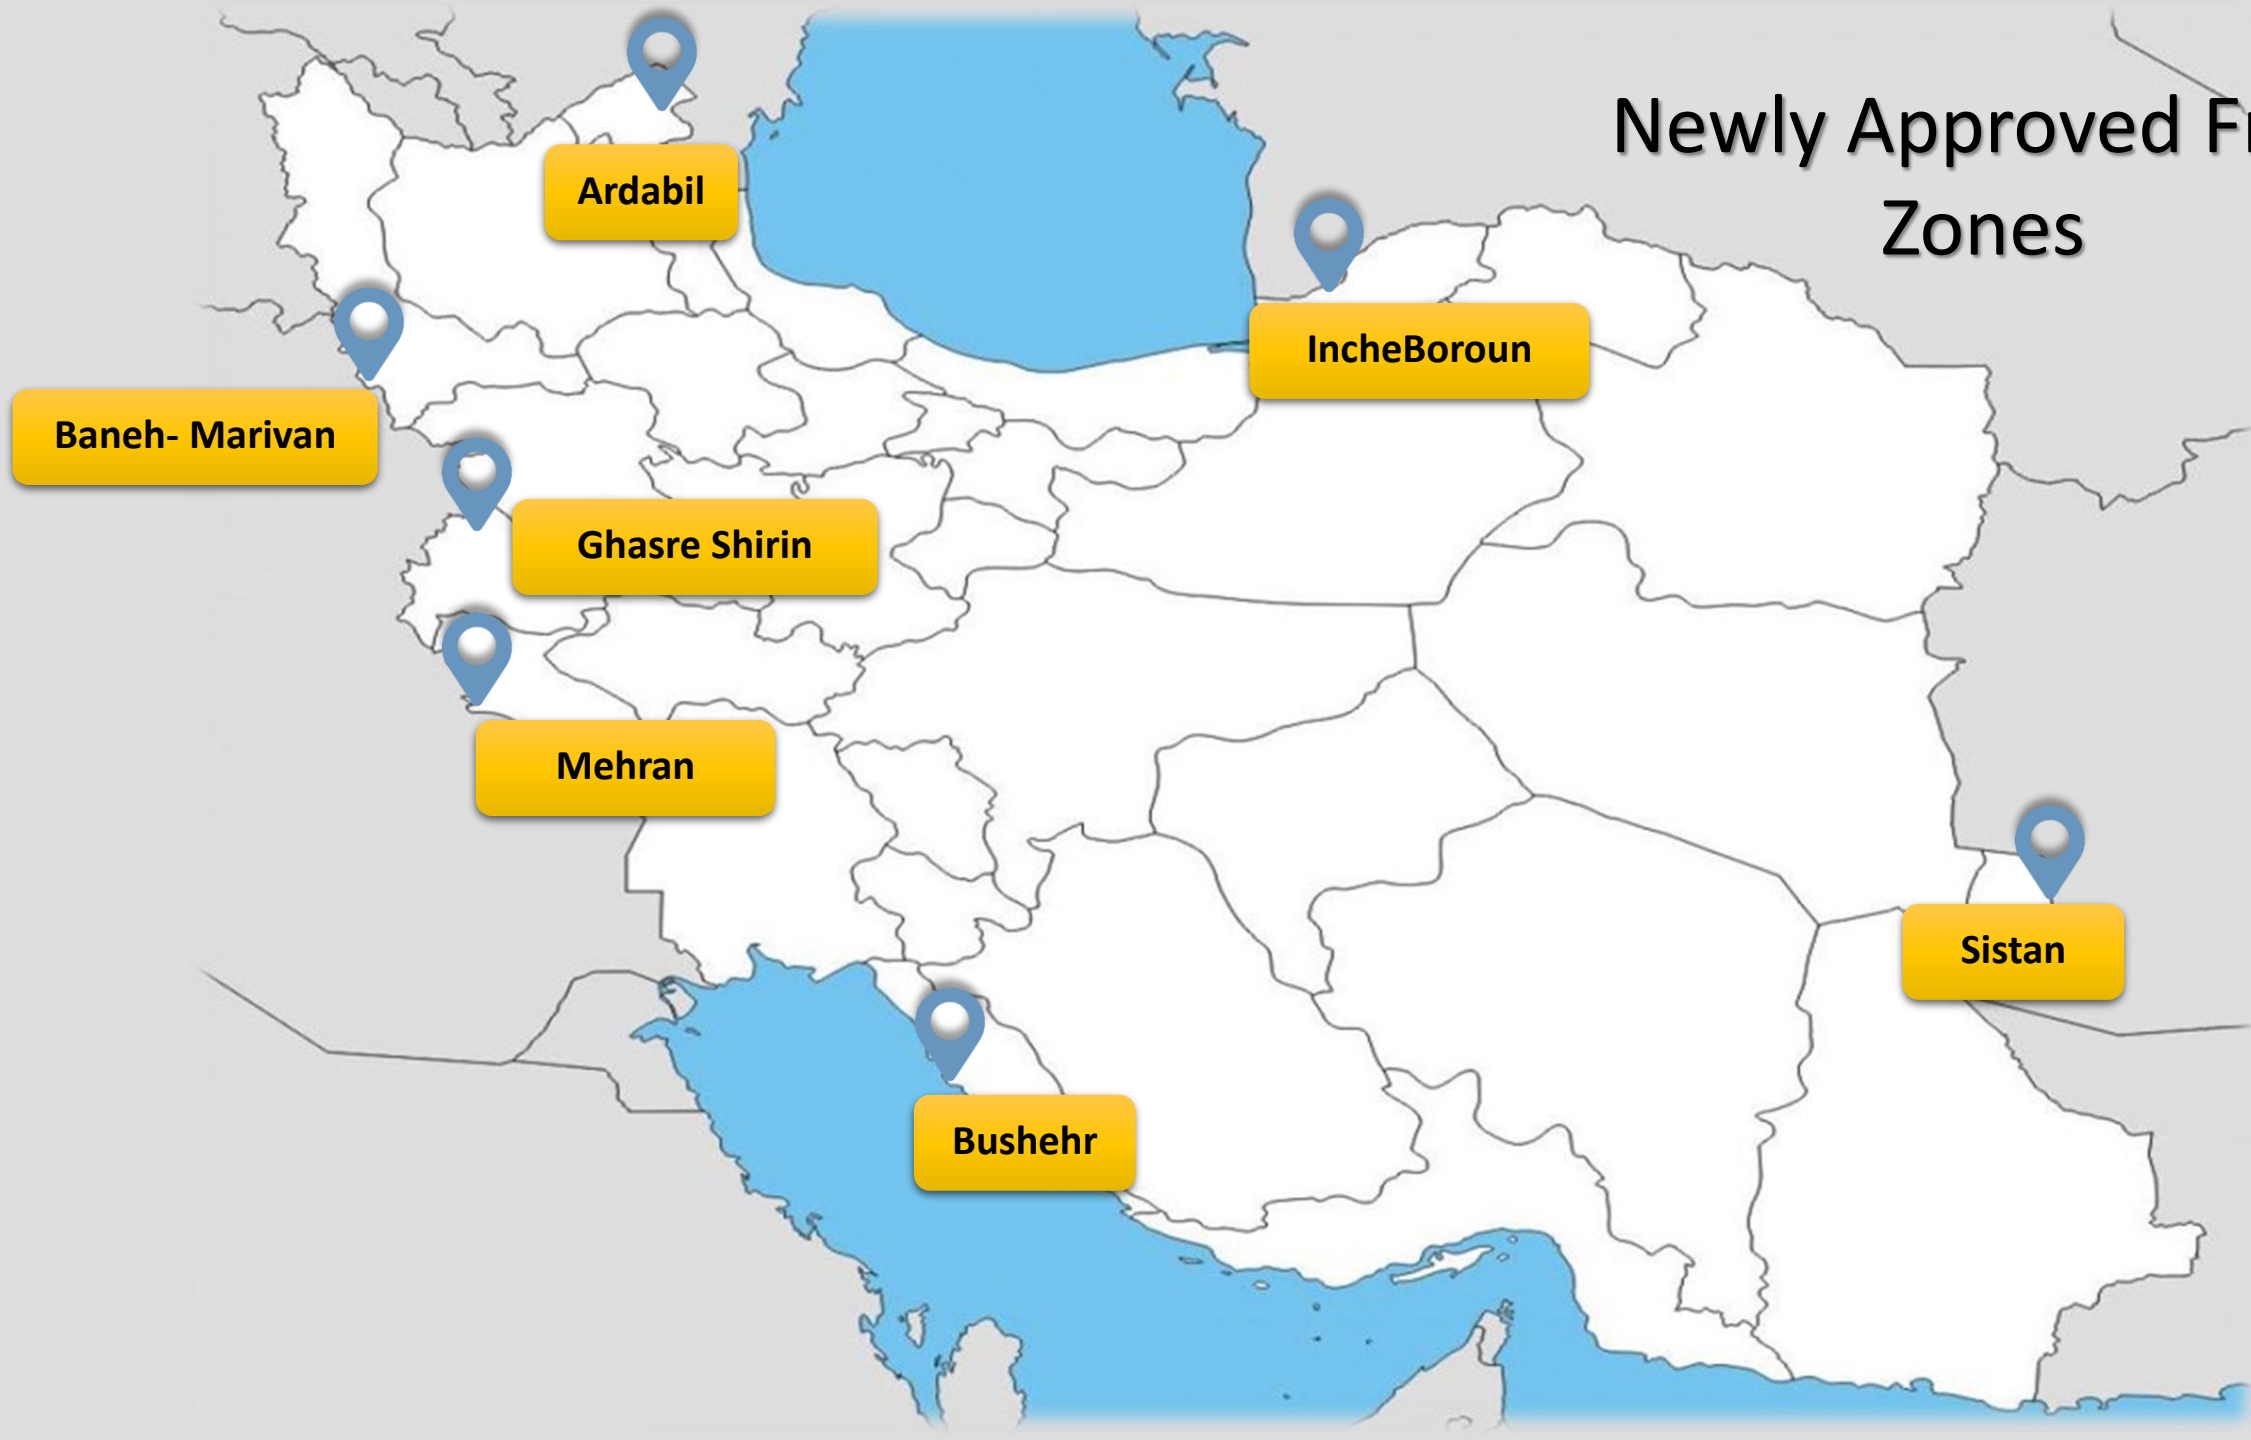 Newly Approved Fr
Zones
Ardabil
IncheBoroun
Baneh- Marivan
Ghasre Shirin
Mehran
Sistan
Bushehr